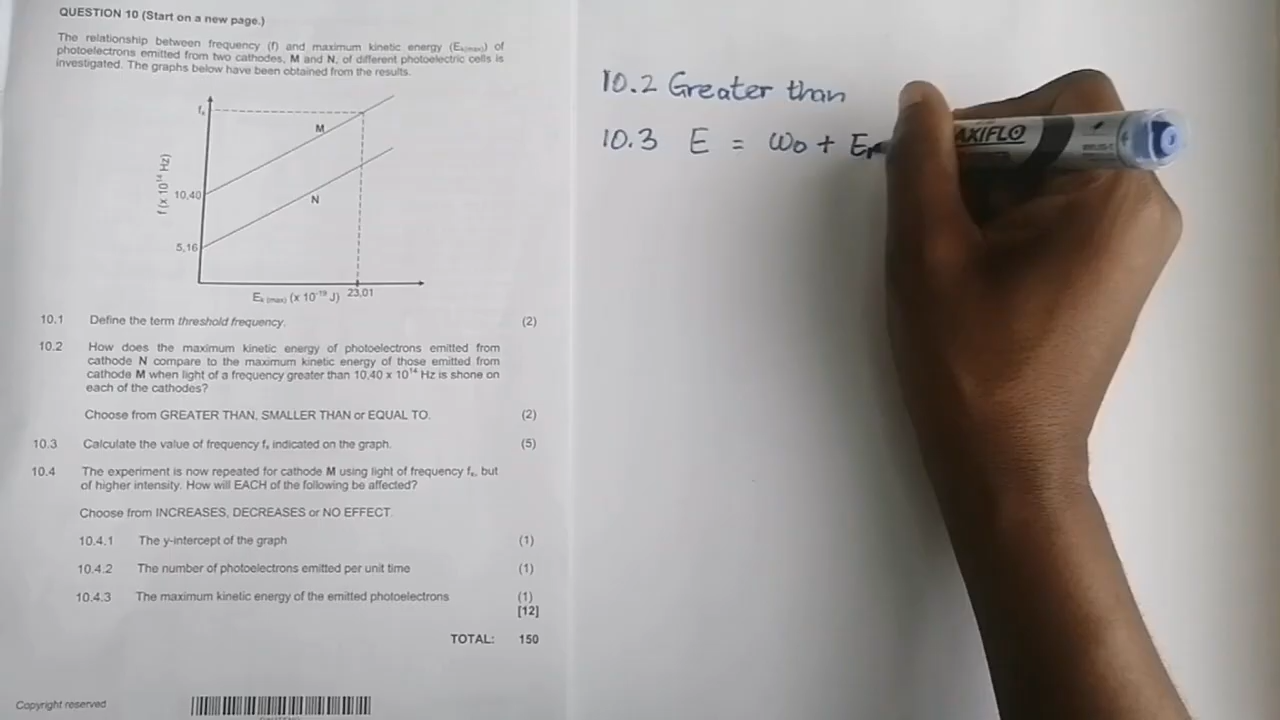 QUESTION 10 (Start on a new page.)
The relationship between frequency (f) and maximum kinetic energy (Eₖ₍ₘₐₓ₎) of
photoelectrons emitted from two cathodes, M and N, of different photoelectric cells is
investigated. The graphs below have been obtained from the results.
fₓ
M
f (x 10¹⁴ Hz)
10,40
N
5,16
Eₖ ₍ₘₐₓ₎ (x 10⁻¹⁹ J) 23,01
10.1 Define the term threshold frequency. (2)
10.2 How does the maximum kinetic energy of photoelectrons emitted from
cathode N compare to the maximum kinetic energy of those emitted from
cathode M when light of a frequency greater than 10,40 x 10¹⁴ Hz is shone on
each of the cathodes?
Choose from GREATER THAN, SMALLER THAN or EQUAL TO. (2)
10.3 Calculate the value of frequency fₓ indicated on the graph. (5)
10.4 The experiment is now repeated for cathode M using light of frequency fₓ, but
of higher intensity. How will EACH of the following be affected?
Choose from INCREASES, DECREASES or NO EFFECT.
10.4.1 The y-intercept of the graph (1)
10.4.2 The number of photoelectrons emitted per unit time (1)
10.4.3 The maximum kinetic energy of the emitted photoelectrons (1)
[12]
TOTAL: 150
Copyright reserved
10.2 Greater than
10.3 E = W₀ + E
AXIFLO